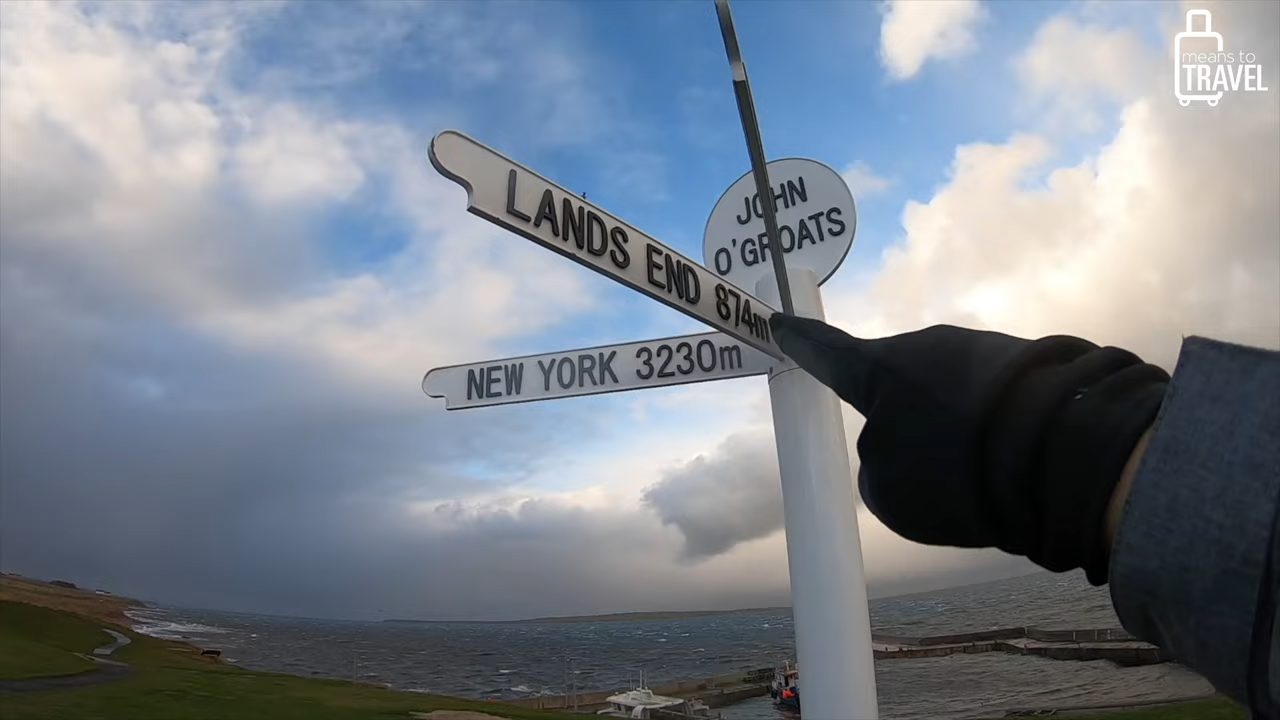 means to
TRAVEL
JOHN
O'GROATS
LANDS END 874m
NEW YORK 3230m